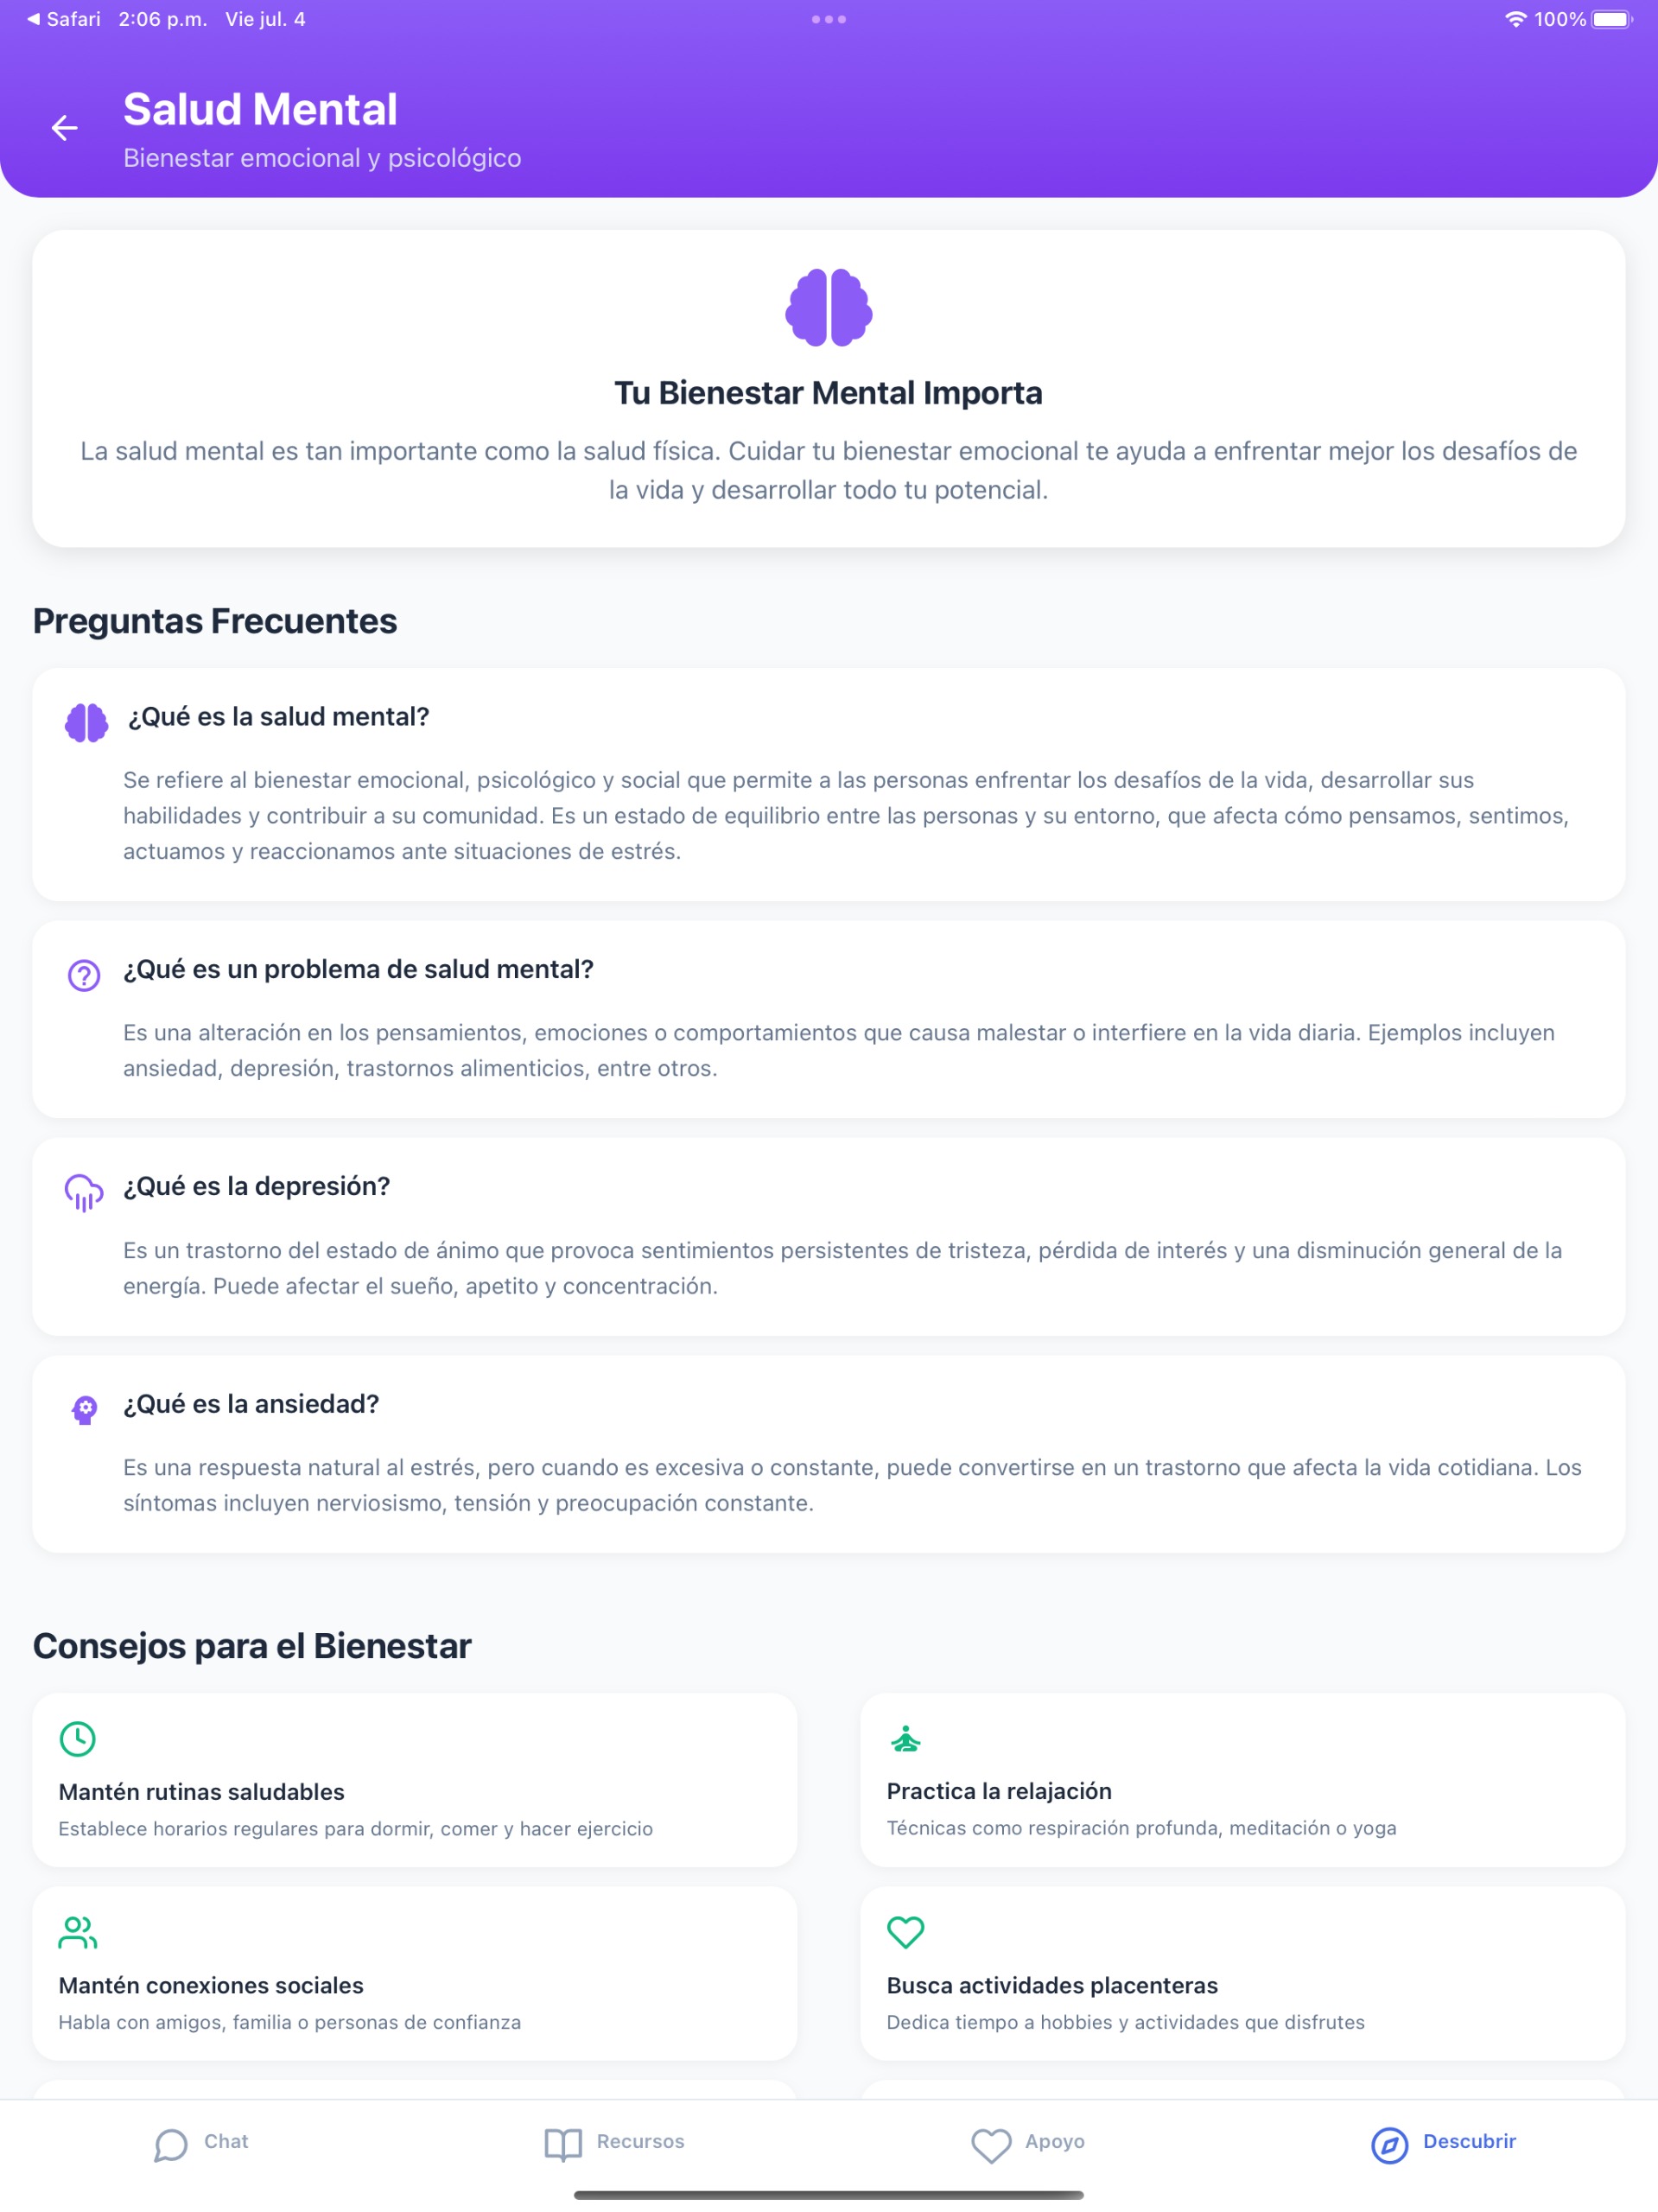 Safari 2:06 p.m. Vie jul. 4
100%
Salud Mental
Bienestar emocional y psicológico
Tu Bienestar Mental Importa
La salud mental es tan importante como la salud física. Cuidar tu bienestar emocional te ayuda a enfrentar mejor los desafíos de
la vida y desarrollar todo tu potencial.
Preguntas Frecuentes
¿Qué es la salud mental?
Se refiere al bienestar emocional, psicológico y social que permite a las personas enfrentar los desafíos de la vida, desarrollar sus
habilidades y contribuir a su comunidad. Es un estado de equilibrio entre las personas y su entorno, que afecta cómo pensamos, sentimos,
actuamos y reaccionamos ante situaciones de estrés.
¿Qué es un problema de salud mental?
Es una alteración en los pensamientos, emociones o comportamientos que causa malestar o interfiere en la vida diaria. Ejemplos incluyen
ansiedad, depresión, trastornos alimenticios, entre otros.
¿Qué es la depresión?
Es un trastorno del estado de ánimo que provoca sentimientos persistentes de tristeza, pérdida de interés y una disminución general de la
energía. Puede afectar el sueño, apetito y concentración.
¿Qué es la ansiedad?
Es una respuesta natural al estrés, pero cuando es excesiva o constante, puede convertirse en un trastorno que afecta la vida cotidiana. Los
síntomas incluyen nerviosismo, tensión y preocupación constante.
Consejos para el Bienestar
Mantén rutinas saludables
Establece horarios regulares para dormir, comer y hacer ejercicio
Practica la relajación
Técnicas como respiración profunda, meditación o yoga
Mantén conexiones sociales
Habla con amigos, familia o personas de confianza
Busca actividades placenteras
Dedica tiempo a hobbies y actividades que disfrutes
Chat
Recursos
Apoyo
Descubrir